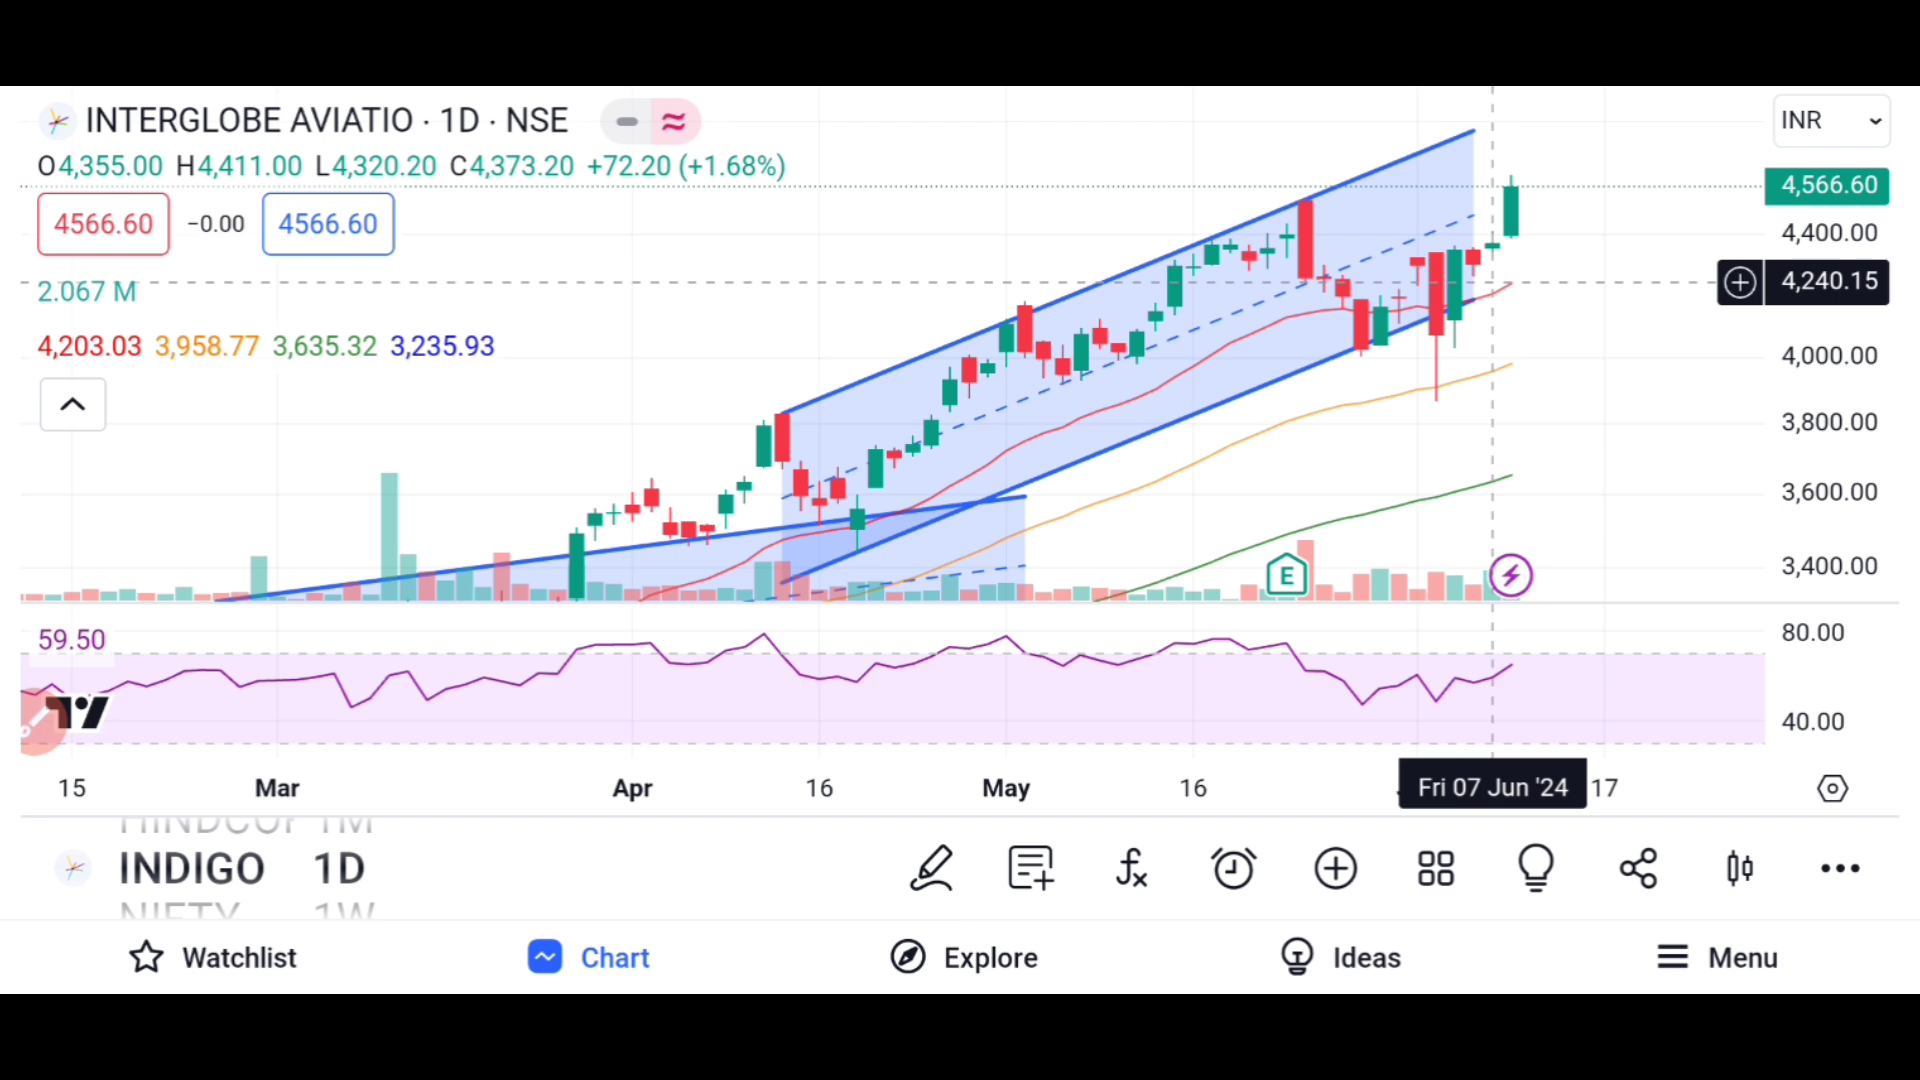 INTERGLOBE AVIATIO · 1D · NSE
INR
O4,355.00 H4,411.00 L4,320.20 C4,373.20 +72.20 (+1.68%)
4,566.60
4566.60 −0.00 4566.60
4,400.00
2.067 M
4,240.15
4,203.03 3,958.77 3,635.32 3,235.93
4,000.00
3,800.00
3,600.00
3,400.00
E
59.50
80.00
40.00
15 Mar Apr 16 May 16 Fri 07 Jun '24 17
INDIGO 1D
NIFTY 1W
Watchlist Chart Explore Ideas Menu